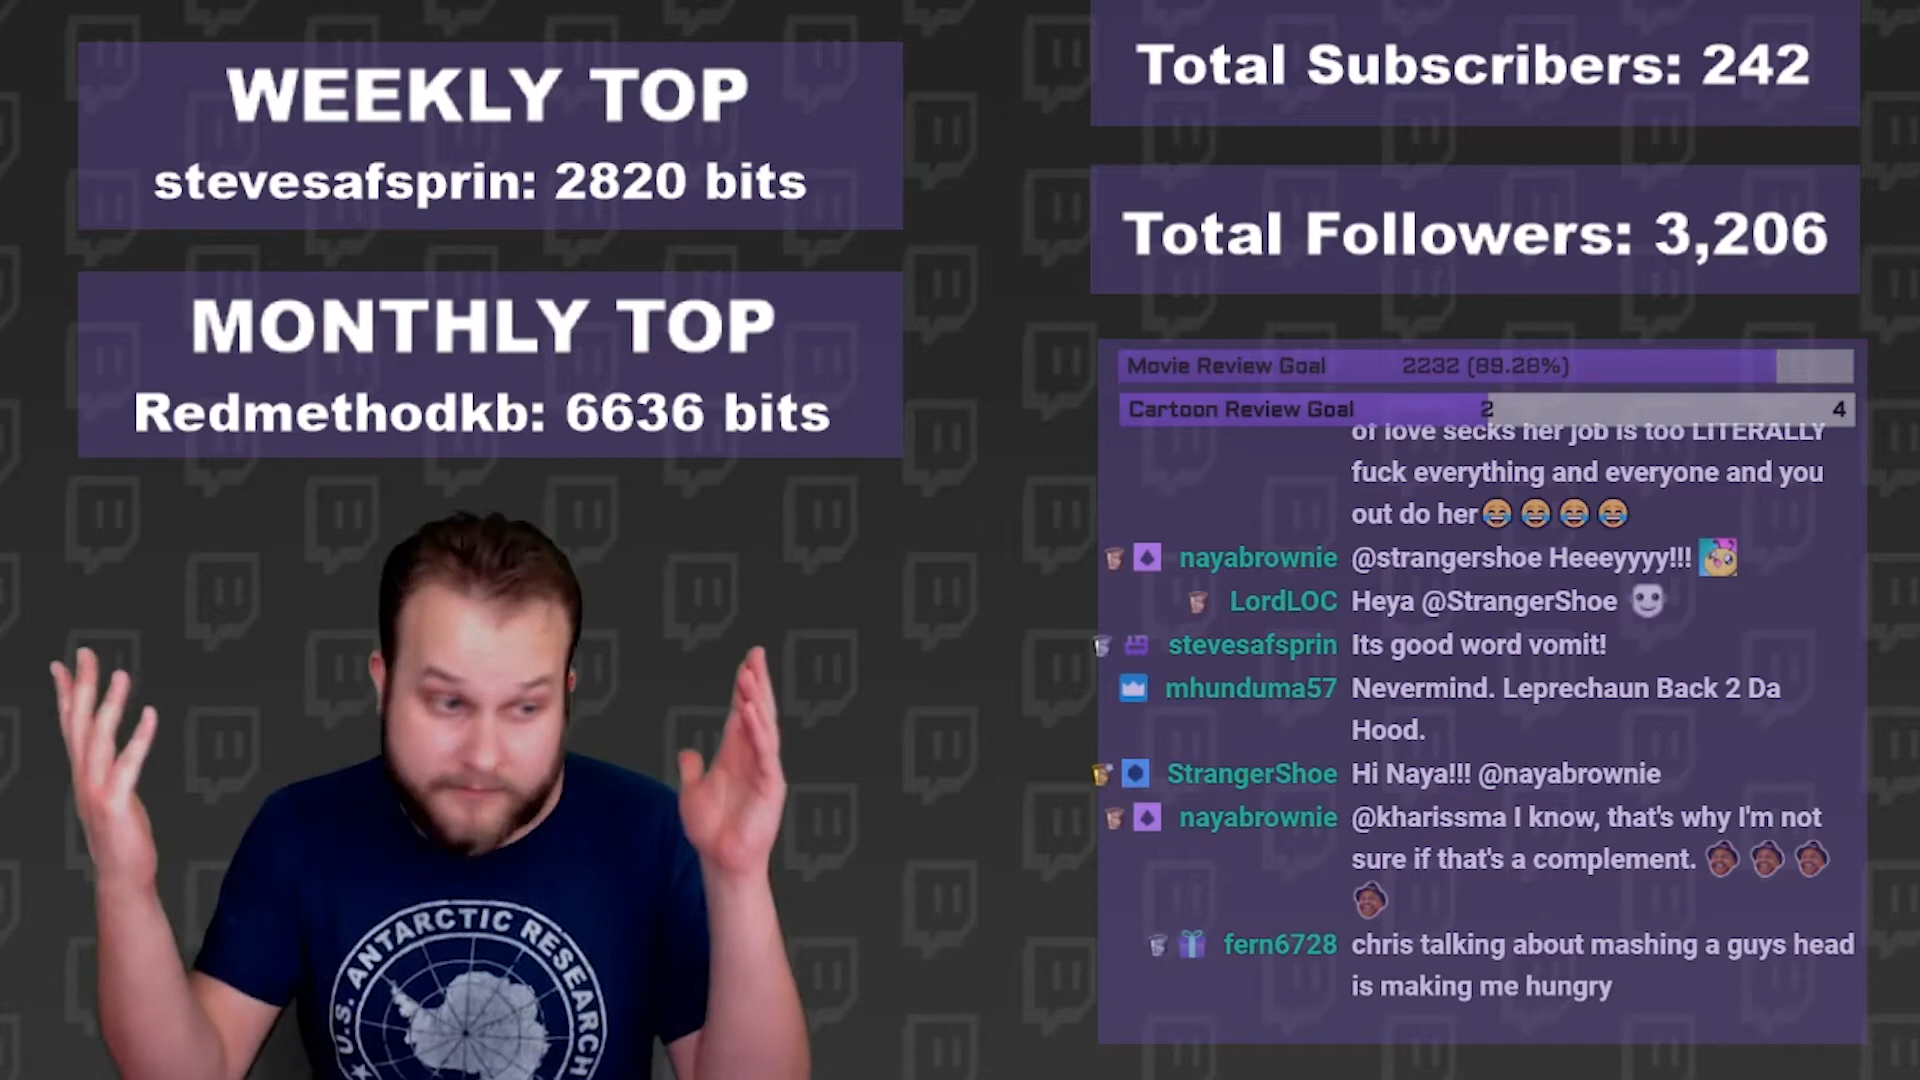 WEEKLY TOP
stevesafsprin: 2820 bits
MONTHLY TOP
Redmethodkb: 6636 bits
Total Subscribers: 242
Total Followers: 3,206
Movie Review Goal 2232 (89.28%)
Cartoon Review Goal 2 4
of love secks her job is too LITERALLY
fuck everything and everyone and you
out do her😂😂😂😂
nayabrownie @strangershoe Heeeyyyy!!!
LordLOC Heya @StrangerShoe
stevesafsprin Its good word vomit!
mhunduma57 Nevermind. Leprechaun Back 2 Da
Hood.
StrangerShoe Hi Naya!!! @nayabrownie
nayabrownie @kharissma I know, that's why I'm not
sure if that's a complement.
fern6728 chris talking about mashing a guys head
is making me hungry
U.S. ANTARCTIC RESEARCH